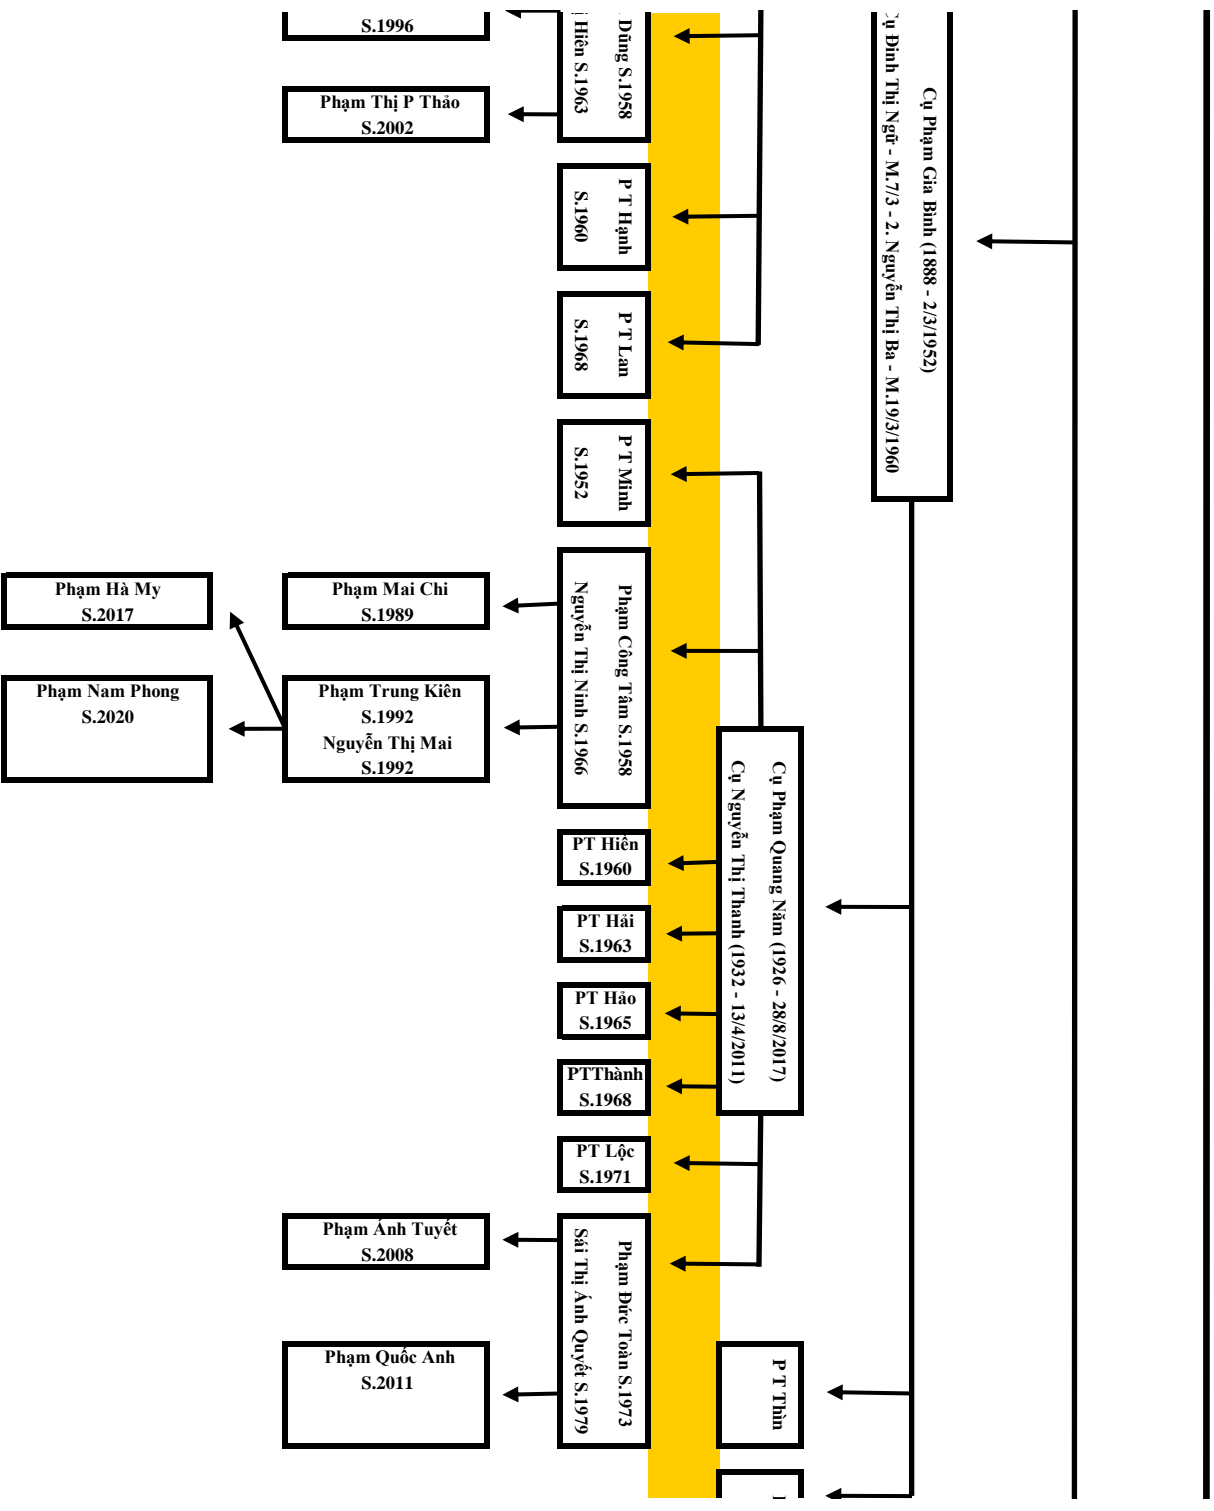 S.1996
Dũng S.1958
Hiên S.1963
Phạm Thị P Thảo
S.2002
P T Hạnh
S.1960
P T Lan
S.1968
P T Minh
S.1952
Cụ Phạm Gia Bình (1888 - 2/3/1952)
Đinh Thị Ngữ - M.7/3 - 2. Nguyễn Thị Ba - M.19/3/1960
Phạm Hà My
S.2017
Phạm Mai Chi
S.1989
Phạm Công Tâm S.1958
Nguyễn Thị Ninh S.1966
Phạm Nam Phong
S.2020
Phạm Trung Kiên
S.1992
Nguyễn Thị Mai
S.1992
Cụ Phạm Quang Năm (1926 - 28/8/2017)
Cụ Nguyễn Thị Thanh (1932 - 13/4/2011)
PT Hiền
S.1960
PT Hải
S.1963
PT Hảo
S.1965
PTThành
S.1968
PT Lộc
S.1971
Phạm Ánh Tuyết
S.2008
Phạm Đức Toàn S.1973
Sái Thị Ánh Quyết S.1979
Phạm Quốc Anh
S.2011
P T Thìn